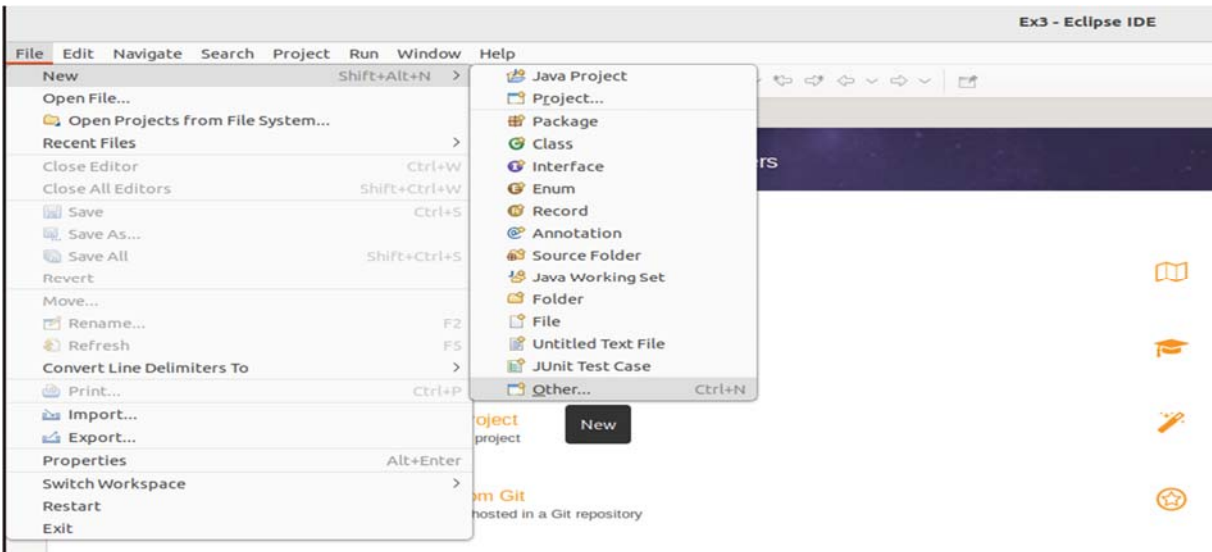 Ex3 - Eclipse IDE
File Edit Navigate Search Project Run Window Help
New Shift+Alt+N >
Open File...
Open Projects from File System...
Recent Files >
Close Editor Ctrl+W
Close All Editors Shift+Ctrl+W
Save Ctrl+S
Save As...
Save All Shift+Ctrl+S
Revert
Move...
Rename... F2
Refresh F5
Convert Line Delimiters To >
Print... Ctrl+P
Import...
Export...
Properties Alt+Enter
Switch Workspace >
Restart
Exit
Java Project
Project...
Package
Class
Interface
Enum
Record
Annotation
Source Folder
Java Working Set
Folder
File
Untitled Text File
JUnit Test Case
Other... Ctrl+N
rs
oject
project
New
om Git
hosted in a Git repository